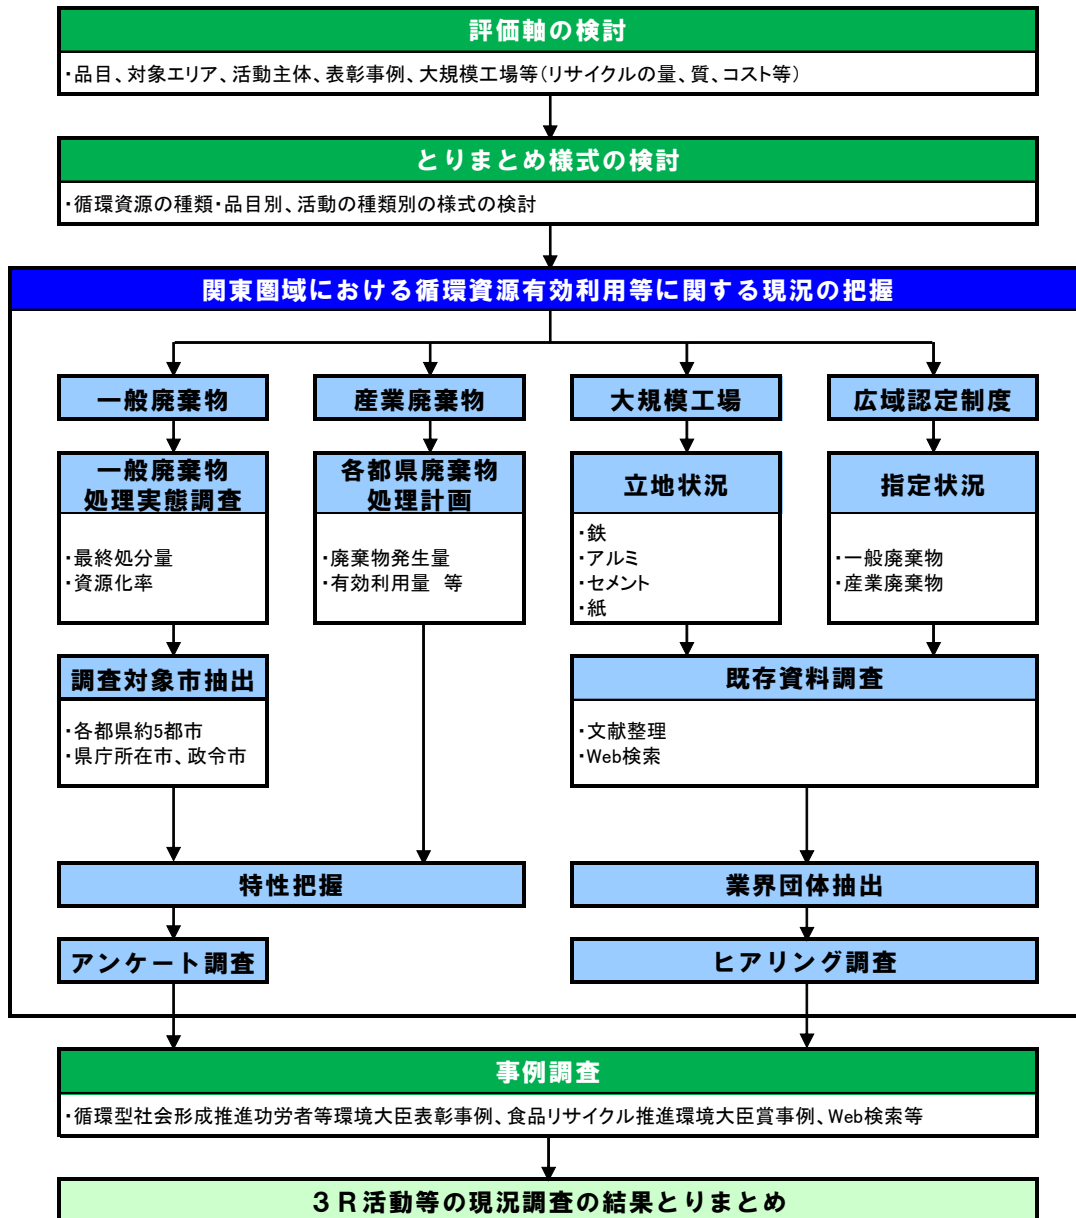 評価軸の検討
・品目、対象エリア、活動主体、表彰事例、大規模工場等（リサイクルの量、質、コスト等）
とりまとめ様式の検討
・循環資源の種類・品目別、活動の種類別の様式の検討
関東圏域における循環資源有効利用等に関する現況の把握
一般廃棄物
産業廃棄物
大規模工場
広域認定制度
一般廃棄物
処理実態調査
・最終処分量
・資源化率
各都県廃棄物
処理計画
・廃棄物発生量
・有効利用量　等
立地状況
・鉄
・アルミ
・セメント
・紙
指定状況
・一般廃棄物
・産業廃棄物
調査対象市抽出
・各都県約5都市
・県庁所在市、政令市
既存資料調査
・文献整理
・Web検索
特性把握
業界団体抽出
アンケート調査
ヒアリング調査
事例調査
・循環型社会形成推進功労者等環境大臣表彰事例、食品リサイクル推進環境大臣賞事例、Web検索等
３Ｒ活動等の現況調査の結果とりまとめ